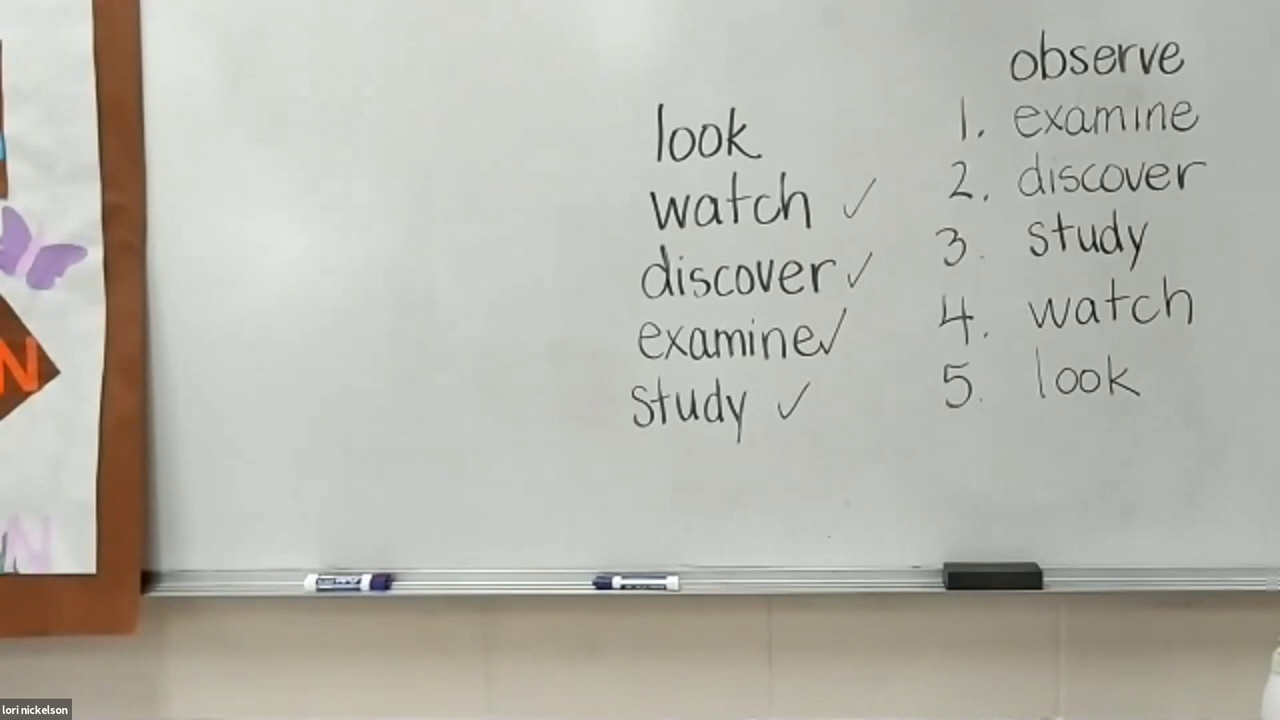 look
watch ✓
discover ✓
examine ✓
study ✓
observe
1. examine
2. discover
3. study
4. watch
5. look
N
N
lori nickelson